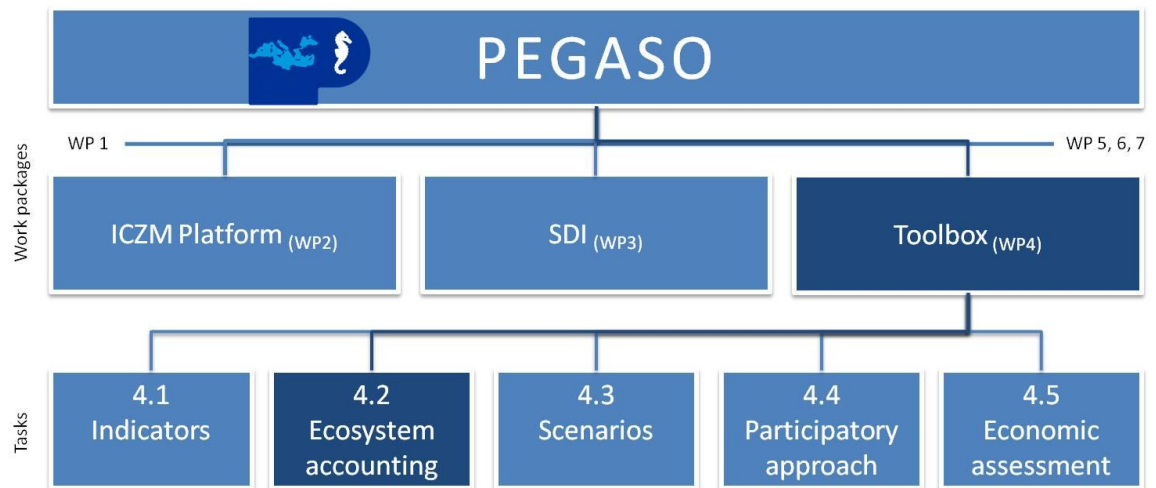 PEGASO
WP 1
WP 5, 6, 7
Work packages
ICZM Platform (WP2)
SDI (WP3)
Toolbox (WP4)
Tasks
4.1
Indicators
4.2
Ecosystem
accounting
4.3
Scenarios
4.4
Participatory
approach
4.5
Economic
assessment